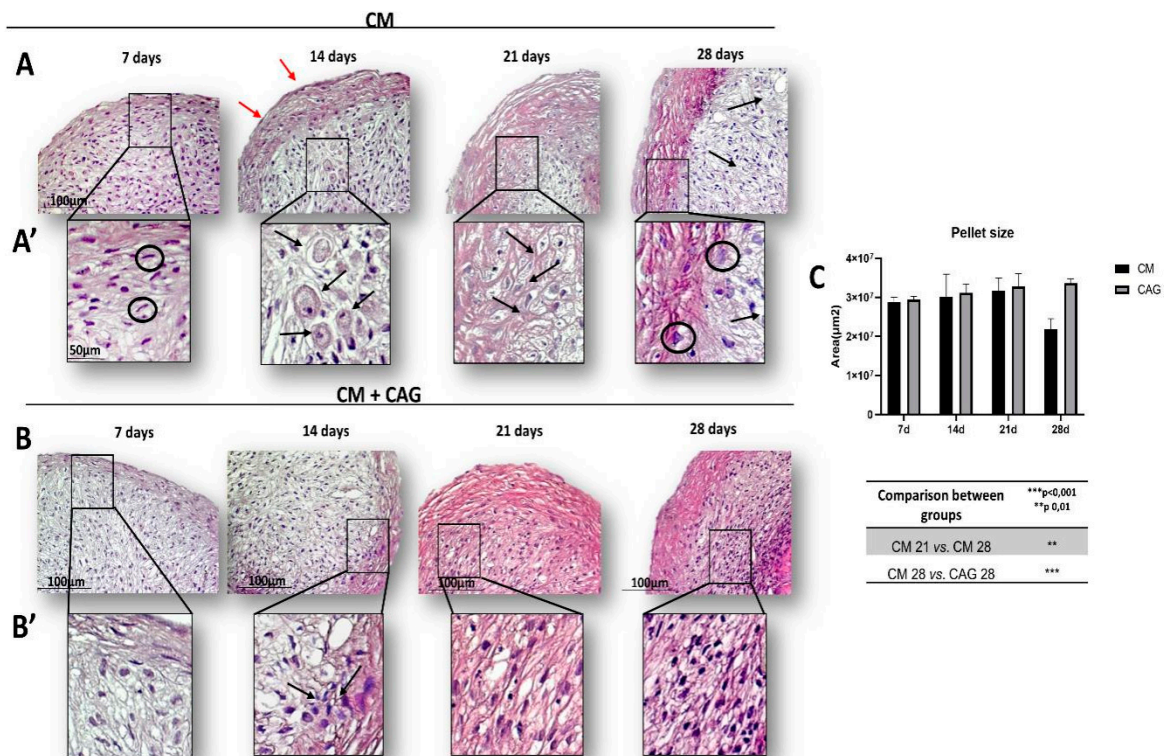 CM
7 days
14 days
21 days
28 days
A
100µm
A'
50µm
CM + CAG
7 days
14 days
21 days
28 days
B
100µm
100µm
100µm
100µm
B'
C
Pellet size
CM
CAG
Area(µm2)
4×10⁷
3×10⁷
2×10⁷
1×10⁷
0
7d
14d
21d
28d
Comparison between groups
***p<0,001
**p 0,01
CM 21 vs. CM 28
**
CM 28 vs. CAG 28
***